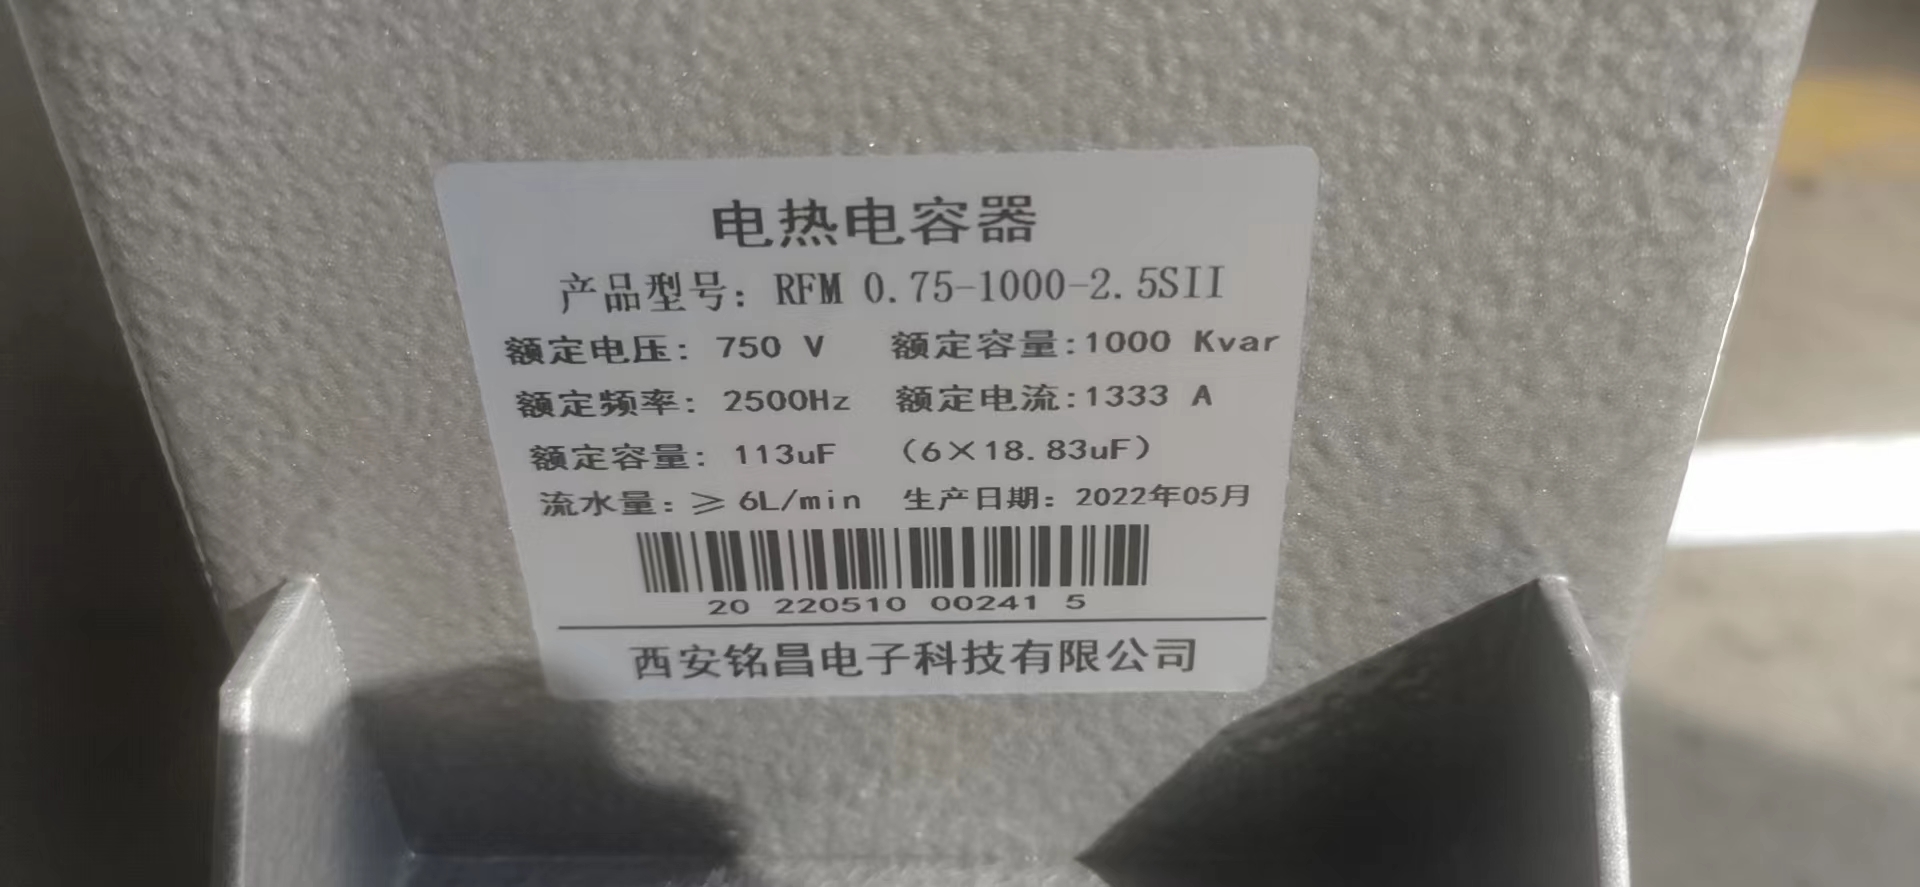 电热电容器
产品型号: RFM 0.75-1000-2.5SII
额定电压: 750 V 额定容量:1000 Kvar
额定频率: 2500Hz 额定电流:1333 A
额定容量: 113uF (6×18.83uF)
流水量:≥ 6L/min 生产日期: 2022年05月
20 220510 00241 5
西安铭昌电子科技有限公司